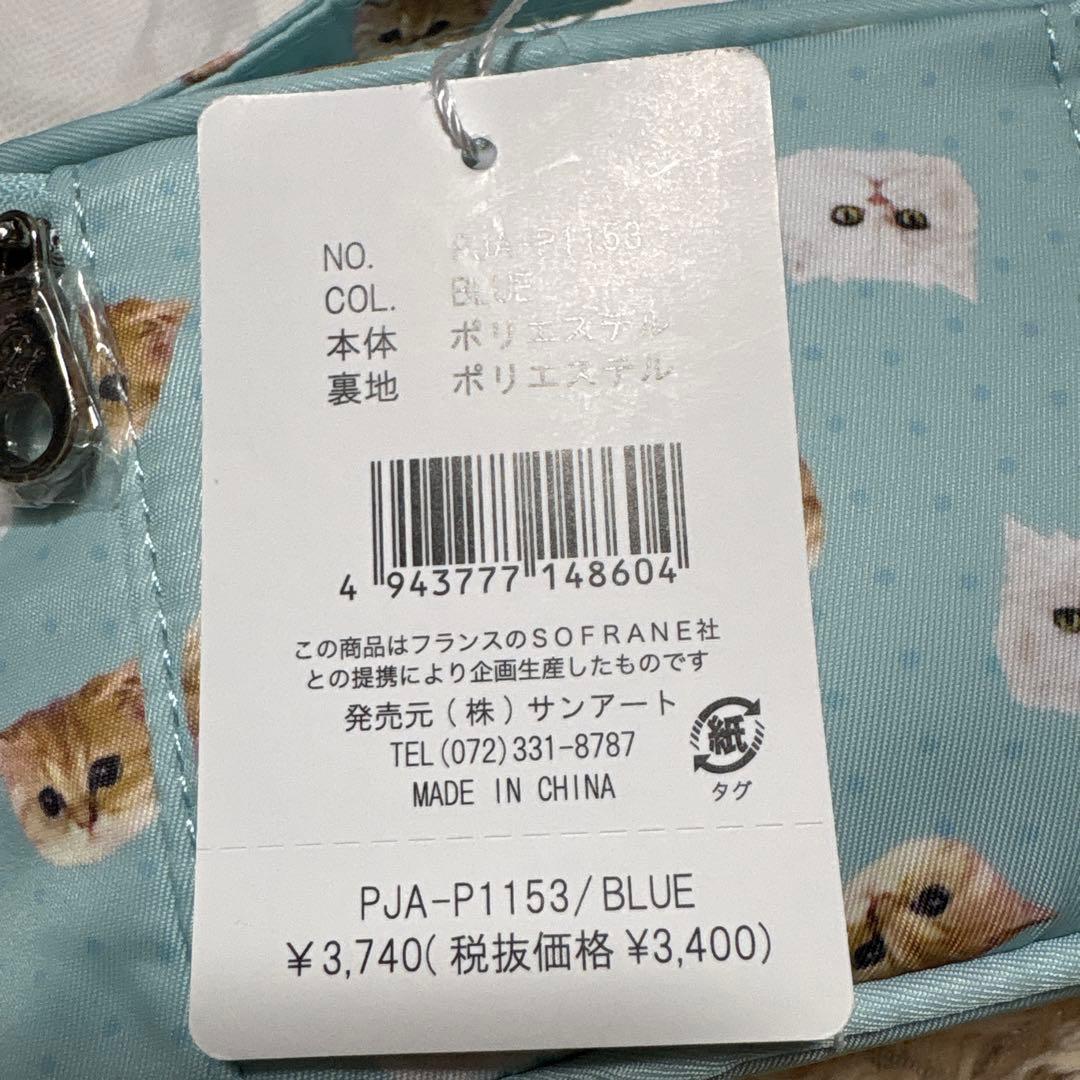 NO. PJA-P1153
COL. BLUE
本体 ポリエステル
裏地 ポリエステル
4 943777 148604
この商品はフランスのSOFRANE社
との提携により企画生産したものです
発売元(株)サンアート
TEL(072)331-8787
MADE IN CHINA
紙
タグ
PJA-P1153/BLUE
¥3,740(税抜価格¥3,400)